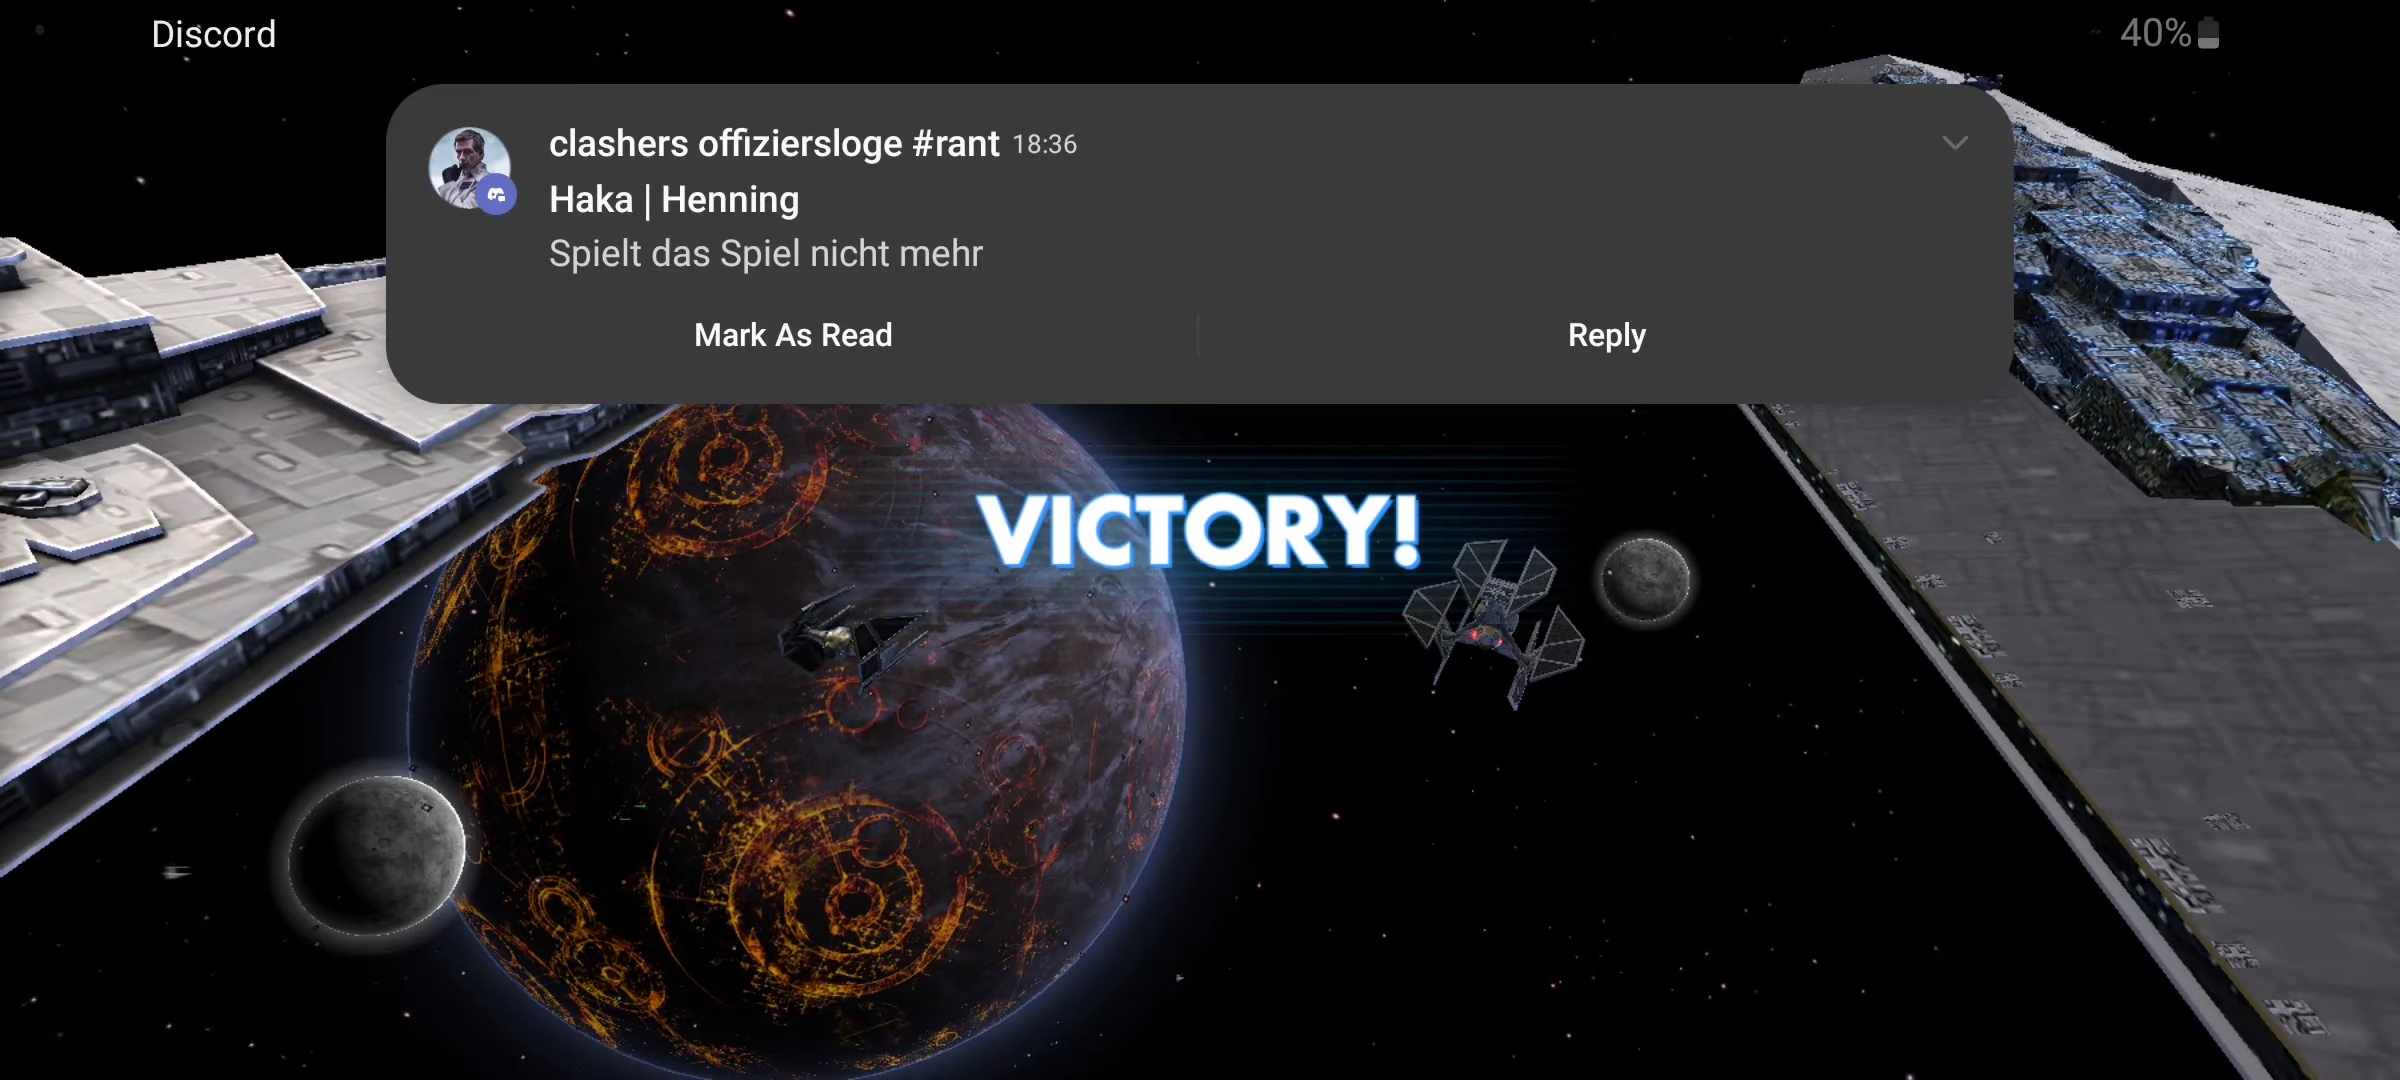 Discord
40%
clashers offiziersloge #rant 18:36
Haka | Henning
Spielt das Spiel nicht mehr
Mark As Read
Reply
VICTORY!